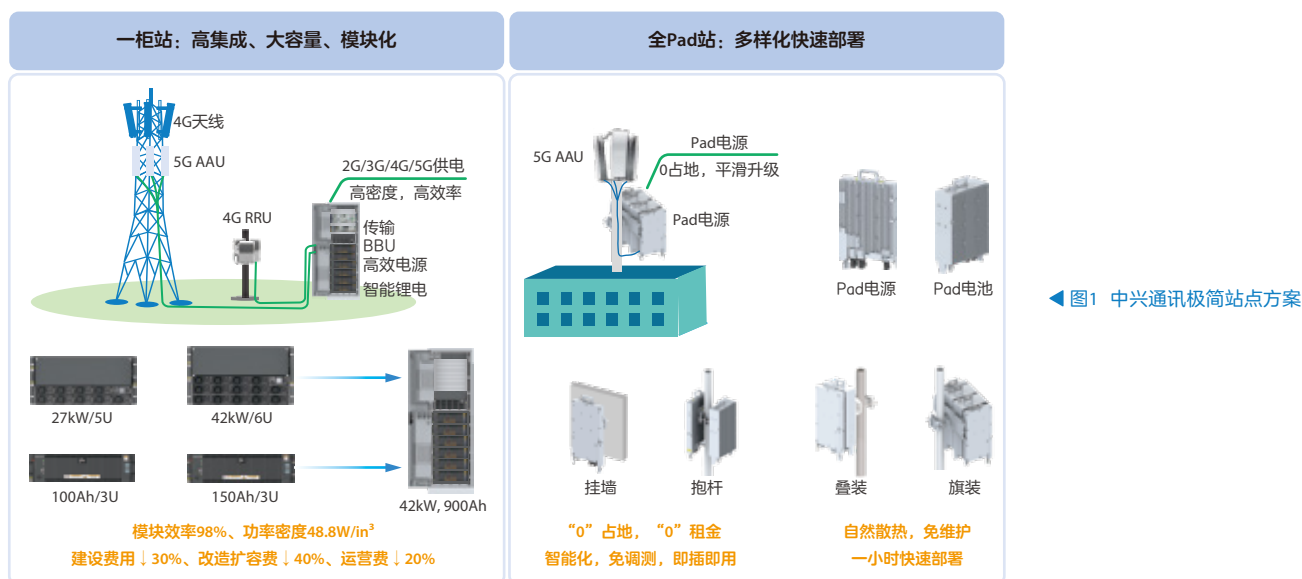 一柜站：高集成、大容量、模块化
4G天线
5G AAU
2G/3G/4G/5G供电
高密度，高效率
4G RRU
传输
BBU
高效电源
智能锂电
27kW/5U
42kW/6U
100Ah/3U
150Ah/3U
42kW, 900Ah
模块效率98%、功率密度48.8W/in³
建设费用↓30%、改造扩容费↓40%、运营费↓20%
全Pad站：多样化快速部署
5G AAU
Pad电源
0占地，平滑升级
Pad电源
Pad电源
Pad电池
挂墙
抱杆
叠装
旗装
“0”占地，“0”租金
智能化，免调测，即插即用
自然散热，免维护
一小时快速部署
◀图1 中兴通讯极简站点方案